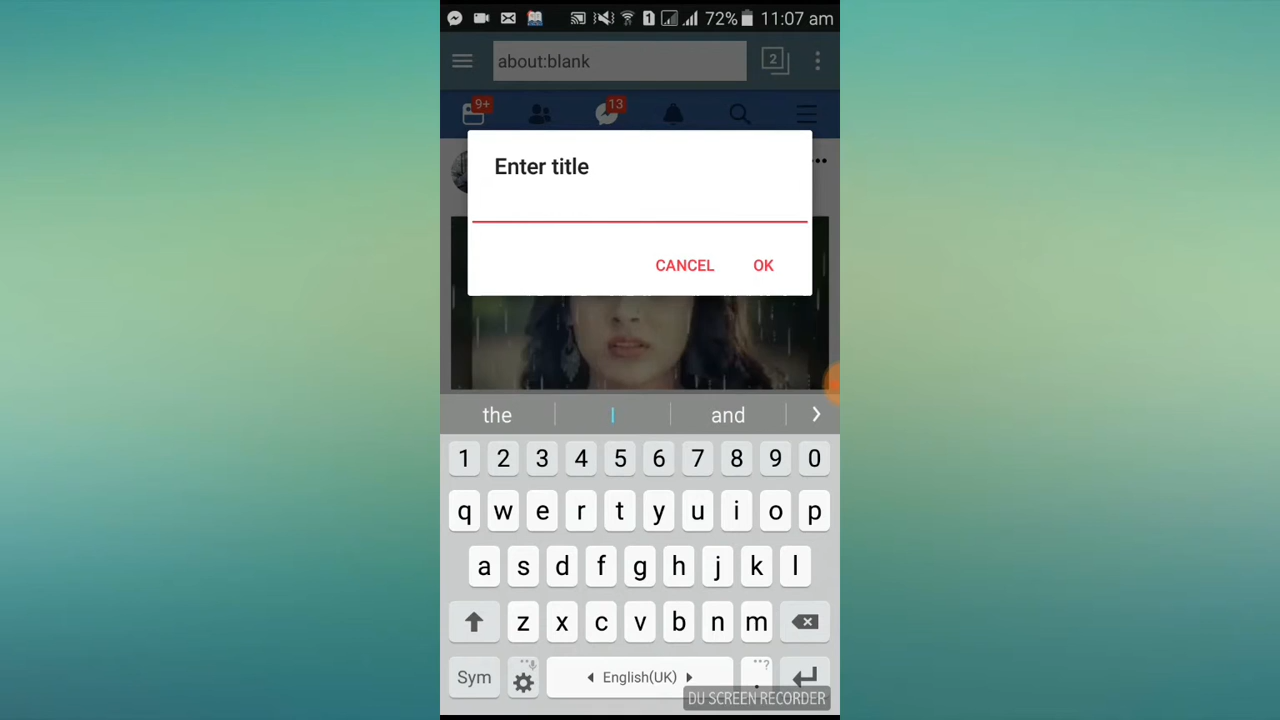 1 72% 11:07 am
about:blank 2
9+ 13
Enter title
CANCEL OK
the I and
1 2 3 4 5 6 7 8 9 0
q w e r t y u i o p
a s d f g h j k l
z x c v b n m
Sym English(UK) . ?
DU SCREEN RECORDER